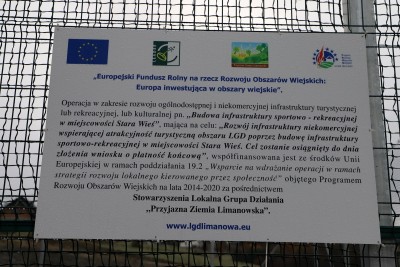 „Europejski Fundusz Rolny na rzecz Rozwoju Obszarów Wiejskich:
Europa inwestująca w obszary wiejskie".
Operacja w zakresie rozwoju ogólnodostępnej i niekomercyjnej infrastruktury turystycznej
lub rekreacyjnej, lub kulturalnej pn. „Budowa infrastruktury sportowo - rekreacyjnej
w miejscowości Stara Wieś", mająca na celu: „Rozwój infrastruktury niekomercyjnej
wspierającej atrakcyjność turystyczną obszaru LGD poprzez budowę infrastruktury
sportowo-rekreacyjnej w miejscowości Stara Wieś. Cel zostanie osiągnięty do dnia
złożenia wniosku o płatność końcową", współfinansowana jest ze środków Unii
Europejskiej w ramach poddziałania 19.2 „Wsparcie na wdrażanie operacji w ramach
strategii rozwoju lokalnego kierowanego przez społeczność" objętego Programem
Rozwoju Obszarów Wiejskich na lata 2014-2020 za pośrednictwem
Stowarzyszenia Lokalna Grupa Działania
„Przyjazna Ziemia Limanowska".
www.lgdlimanowa.eu